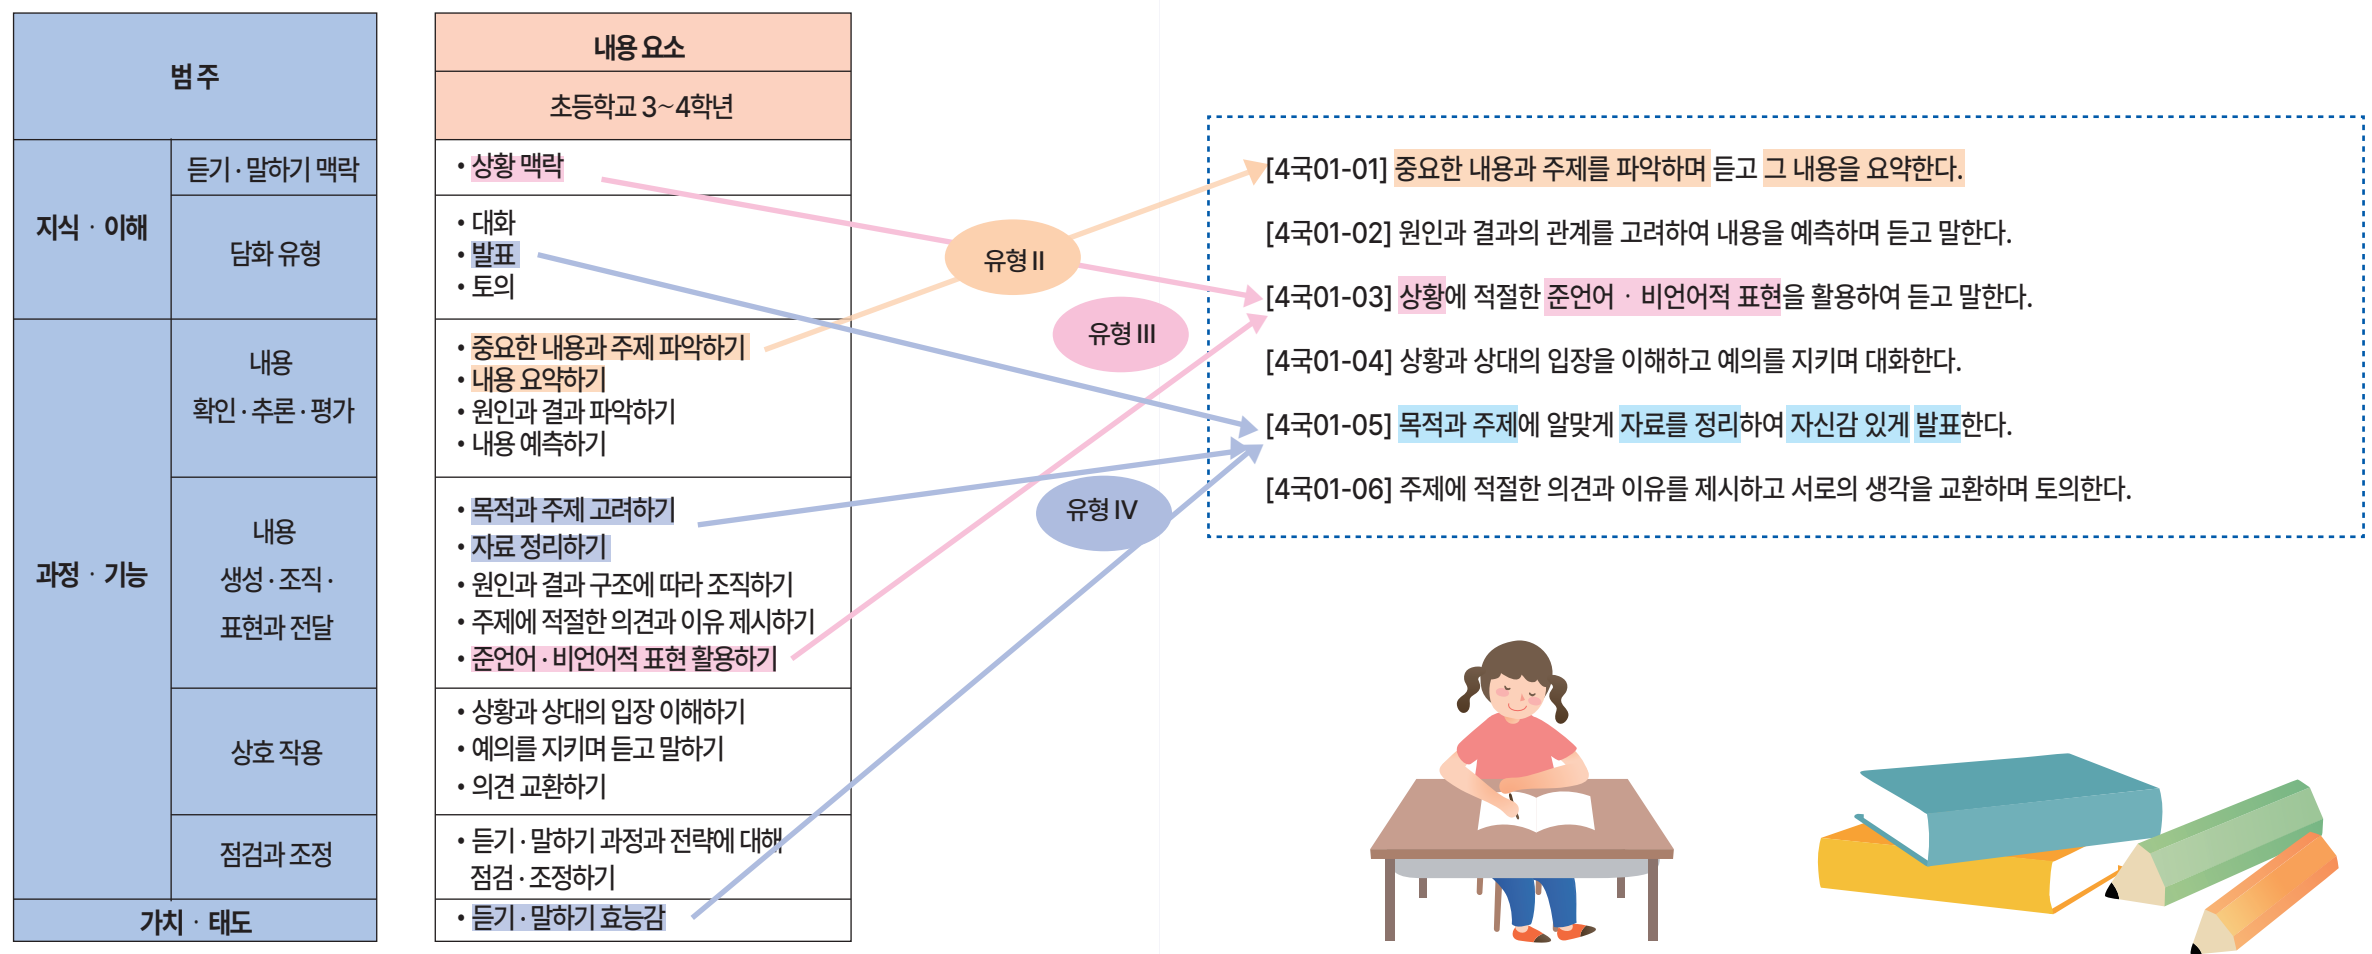 범 주
듣기 · 말하기 맥락
지식 · 이해
담화 유형
내용
확인 · 추론 · 평가
과정 · 기능
내용
생성 · 조직 ·
표현과 전달
상호 작용
점검과 조정
가치 · 태도
내용 요소
초등학교 3~4학년
• 상황 맥락
• 대화
• 발표
• 토의
• 중요한 내용과 주제 파악하기
• 내용 요약하기
• 원인과 결과 파악하기
• 내용 예측하기
• 목적과 주제 고려하기
• 자료 정리하기
• 원인과 결과 구조에 따라 조직하기
• 주제에 적절한 의견과 이유 제시하기
• 준언어 · 비언어적 표현 활용하기
• 상황과 상대의 입장 이해하기
• 예의를 지키며 듣고 말하기
• 의견 교환하기
• 듣기 · 말하기 과정과 전략에 대해
점검 · 조정하기
• 듣기 · 말하기 효능감
유형 II
유형 III
유형 IV
[4국01-01] 중요한 내용과 주제를 파악하며 듣고 그 내용을 요약한다.
[4국01-02] 원인과 결과의 관계를 고려하여 내용을 예측하며 듣고 말한다.
[4국01-03] 상황에 적절한 준언어 · 비언어적 표현을 활용하여 듣고 말한다.
[4국01-04] 상황과 상대의 입장을 이해하고 예의를 지키며 대화한다.
[4국01-05] 목적과 주제에 알맞게 자료를 정리하여 자신감 있게 발표한다.
[4국01-06] 주제에 적절한 의견과 이유를 제시하고 서로의 생각을 교환하며 토의한다.